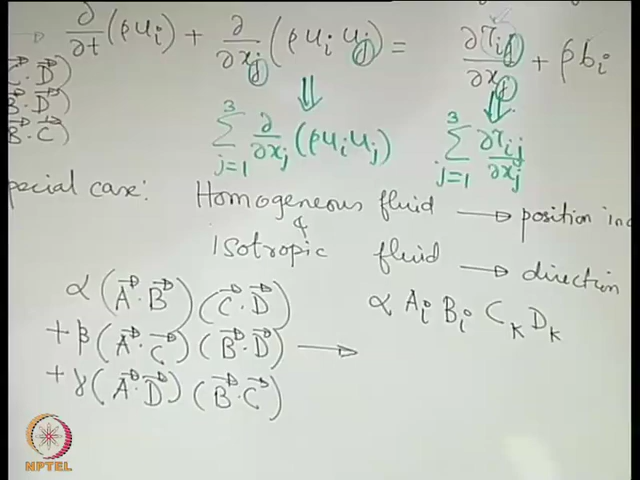 ∂/∂t (ρu_i) + ∂/∂x_j (ρu_i u_j) = ∂τ_ij/∂x_j + ρb_i
C⃗·D⃗)
B⃗·D⃗)
B⃗·C⃗)
⇓ ⇓
Σ_{j=1}^{3} ∂/∂x_j (ρu_i u_j) Σ_{j=1}^{3} ∂τ_ij/∂x_j
pecial case: Homogeneous fluid → position in
&
Isotropic fluid → direction
α (A⃗·B⃗) (C⃗·D⃗) α A_i B_i C_k D_k
+ β (A⃗·C⃗) (B⃗·D⃗) →
+ γ (A⃗·D⃗) (B⃗·C⃗)
NPTEL